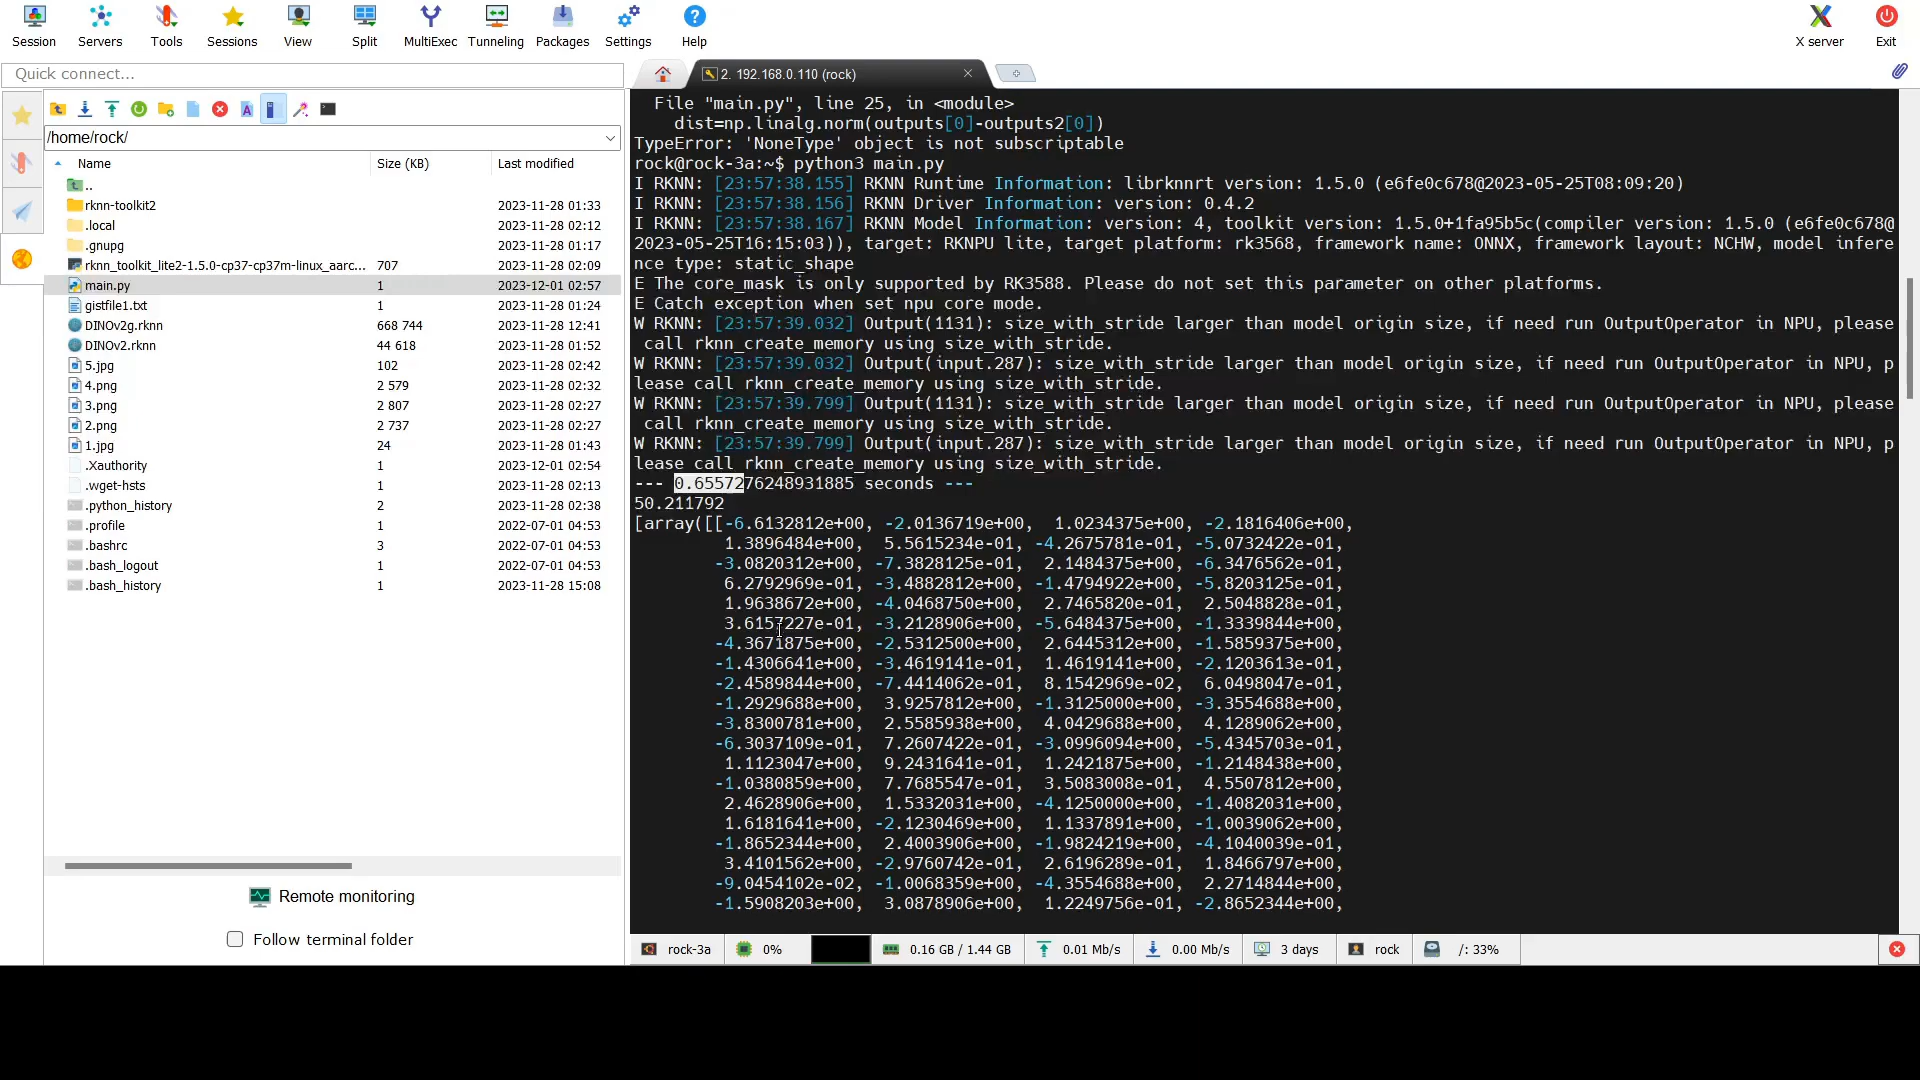 Session Servers Tools Sessions View Split MultiExec Tunneling Packages Settings Help X server Exit
Quick connect...
2. 192.168.0.110 (rock)
/home/rock/
Name Size (KB) Last modified
..
rknn-toolkit2 2023-11-28 01:33
.local 2023-11-28 02:12
.gnupg 2023-11-28 01:17
rknn_toolkit_lite2-1.5.0-cp37-cp37m-linux_aarc... 707 2023-11-28 02:09
main.py 1 2023-12-01 02:57
gistfile1.txt 1 2023-11-28 01:24
DINOv2g.rknn 668 744 2023-11-28 12:41
DINOv2.rknn 44 618 2023-11-28 01:52
5.jpg 102 2023-11-28 02:42
4.png 2 579 2023-11-28 02:32
3.png 2 807 2023-11-28 02:27
2.png 2 737 2023-11-28 02:27
1.jpg 24 2023-11-28 01:43
.Xauthority 1 2023-12-01 02:54
.wget-hsts 1 2023-11-28 02:13
.python_history 2 2023-11-28 02:38
.profile 1 2022-07-01 04:53
.bashrc 3 2022-07-01 04:53
.bash_logout 1 2022-07-01 04:53
.bash_history 1 2023-11-28 15:08
Remote monitoring
Follow terminal folder
File "main.py", line 25, in <module>
dist=np.linalg.norm(outputs[0]-outputs2[0])
TypeError: 'NoneType' object is not subscriptable
rock@rock-3a:~$ python3 main.py
I RKNN: [23:57:38.155] RKNN Runtime Information: librknnrt version: 1.5.0 (e6fe0c678@2023-05-25T08:09:20)
I RKNN: [23:57:38.156] RKNN Driver Information: version: 0.4.2
I RKNN: [23:57:38.167] RKNN Model Information: version: 4, toolkit version: 1.5.0+1fa95b5c(compiler version: 1.5.0 (e6fe0c678@
2023-05-25T16:15:03)), target: RKNPU lite, target platform: rk3568, framework name: ONNX, framework layout: NCHW, model infere
nce type: static_shape
E The core_mask is only supported by RK3588. Please do not set this parameter on other platforms.
E Catch exception when set npu core mode.
W RKNN: [23:57:39.032] Output(1131): size_with_stride larger than model origin size, if need run OutputOperator in NPU, please
call rknn_create_memory using size_with_stride.
W RKNN: [23:57:39.032] Output(input.287): size_with_stride larger than model origin size, if need run OutputOperator in NPU, p
lease call rknn_create_memory using size_with_stride.
W RKNN: [23:57:39.799] Output(1131): size_with_stride larger than model origin size, if need run OutputOperator in NPU, please
call rknn_create_memory using size_with_stride.
W RKNN: [23:57:39.799] Output(input.287): size_with_stride larger than model origin size, if need run OutputOperator in NPU, p
lease call rknn_create_memory using size_with_stride.
--- 0.6557276248931885 seconds ---
50.211792
[array([[-6.6132812e+00, -2.0136719e+00, 1.0234375e+00, -2.1816406e+00,
1.3896484e+00, 5.5615234e-01, -4.2675781e-01, -5.0732422e-01,
-3.0820312e-01, -7.3828125e-01, 2.1484375e+00, -6.3476562e-01,
6.2792969e-01, -3.4882812e+00, -1.4794922e+00, -5.8203125e-01,
1.9638672e+00, -4.0468750e+00, 2.7465820e-01, 2.5048828e-01,
3.6157227e-01, -3.2128906e+00, -5.6484375e+00, -1.3339844e+00,
-4.3671875e+00, -2.5312500e+00, 2.6445312e+00, -1.5859375e+00,
-1.4306641e+00, -3.4619141e-01, 1.4619141e+00, -2.1203613e-01,
-2.4589844e+00, -7.4414062e-01, 8.1542969e-02, 6.0498047e-01,
-1.2929688e+00, 3.9257812e+00, -1.3125000e+00, -3.3554688e+00,
-3.8300781e+00, 2.5585938e+00, 4.0429688e+00, 4.1289062e+00,
-6.3037109e-01, 7.2607422e-01, -3.0996094e+00, -5.4345703e-01,
1.1123047e+00, 9.2431641e-01, 1.2421875e+00, -1.2148438e+00,
-1.0380859e+00, 7.7685547e-01, 3.5083008e-01, 4.5507812e+00,
2.4628906e+00, 1.5332031e+00, -4.1250000e+00, -1.4082031e+00,
1.6181641e+00, -2.1230469e+00, 1.1337891e+00, -1.0039062e+00,
-1.8652344e+00, 2.4003906e+00, -1.9824219e+00, -4.1040039e-01,
3.4101562e+00, -2.9760742e-01, 2.6196289e-01, 1.8466797e+00,
-9.0454102e-02, -1.0068359e+00, -4.3554688e+00, 2.2714844e+00,
-1.5908203e+00, 3.0878906e+00, 1.2249756e-01, -2.8652344e+00,
rock-3a 0% 0.16 GB / 1.44 GB 0.01 Mb/s 0.00 Mb/s 3 days rock /: 33%